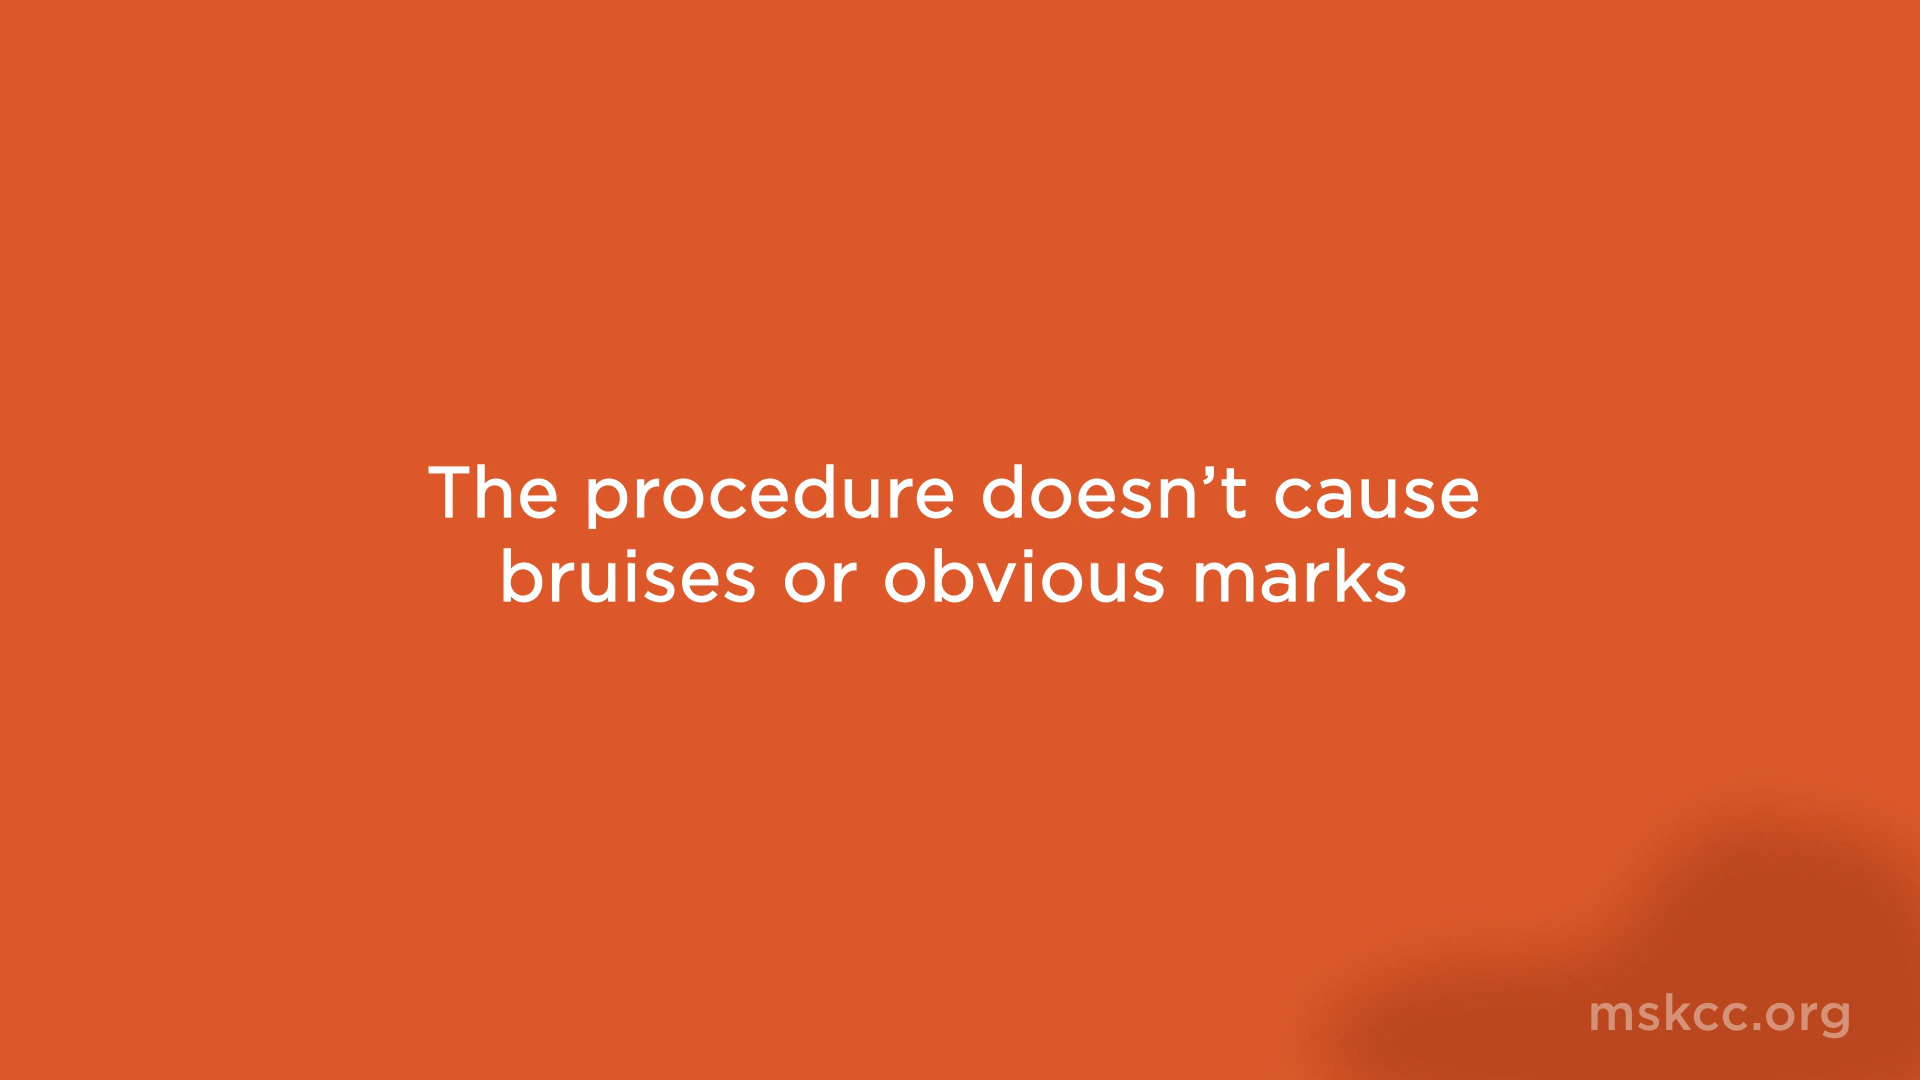 The procedure doesn’t cause
bruises or obvious marks
mskcc.org